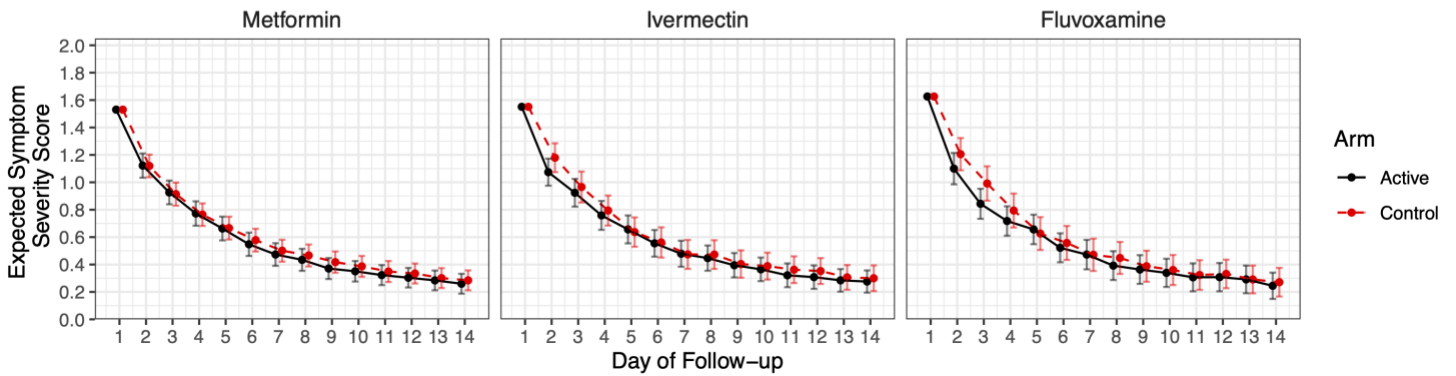 Metformin
Ivermectin
Fluvoxamine
Expected Symptom
Severity Score
2.0
1.8
1.6
1.4
1.2
1.0
0.8
0.6
0.4
0.2
0.0
1 2 3 4 5 6 7 8 9 10 11 12 13 14
1 2 3 4 5 6 7 8 9 10 11 12 13 14
1 2 3 4 5 6 7 8 9 10 11 12 13 14
Day of Follow−up
Arm
Active
Control